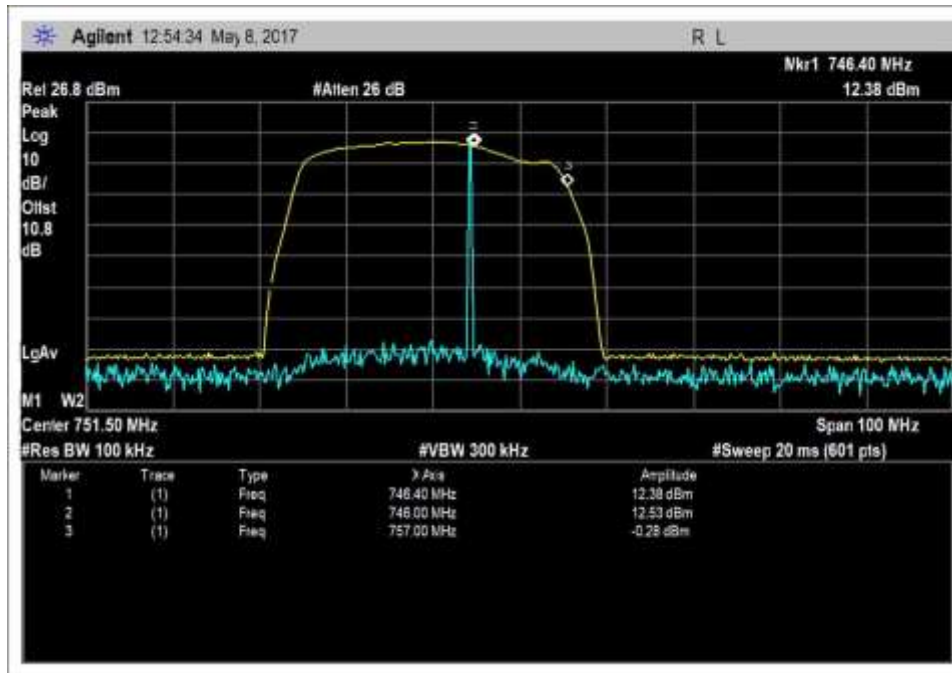 Agilent 12:54:34 May 8, 2017 R L
Mkr1 746.40 MHz
Ref 26.8 dBm #Atten 26 dB 12.38 dBm
Peak
Log
10
dB/
Offst
10.8
dB
3
LgAv
M1 W2
Center 751.50 MHz Span 100 MHz
#Res BW 100 kHz #VBW 300 kHz #Sweep 20 ms (601 pts)
Marker Trace Type X Axis Amplitude
1 (1) Freq 746.40 MHz 12.38 dBm
2 (1) Freq 746.00 MHz 12.53 dBm
3 (1) Freq 757.00 MHz -0.28 dBm